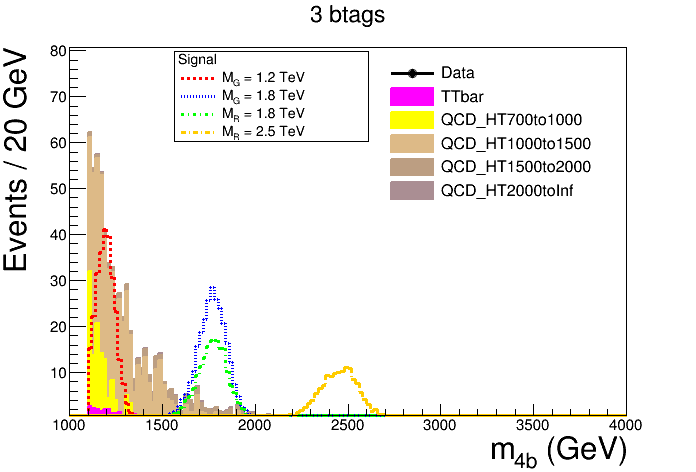 3 btags
Events / 20 GeV
80
70
60
50
40
30
20
10
Signal
M_G = 1.2 TeV
M_G = 1.8 TeV
M_R = 1.8 TeV
M_R = 2.5 TeV
Data
TTbar
QCD_HT700to1000
QCD_HT1000to1500
QCD_HT1500to2000
QCD_HT2000toInf
1000 1500 2000 2500 3000 3500 4000
m_4b (GeV)